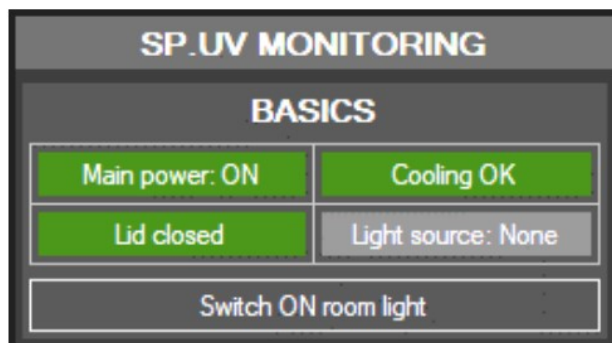 SP.UV MONITORING
BASICS
Main power: ON
Cooling OK
Lid closed
Light source: None
Switch ON room light